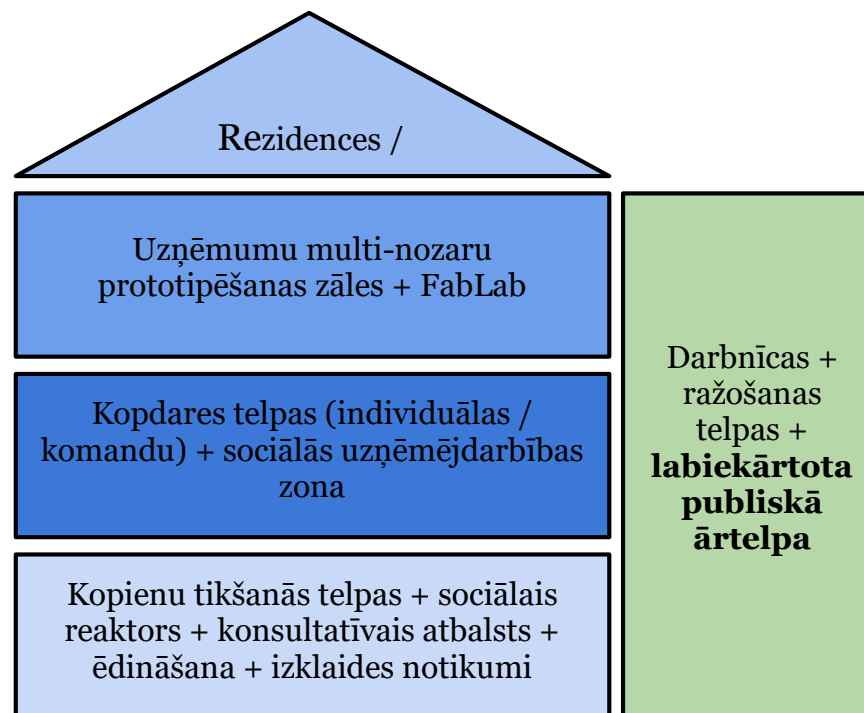 Rezidences /
Uzņēmumu multi-nozaru
prototipēšanas zāles + FabLab
Kopdares telpas (individuālas /
komandu) + sociālās uzņēmējdarbības
zona
Kopienu tikšanās telpas + sociālais
reaktors + konsultatīvais atbalsts +
ēdināšana + izklaides notikumi
Darbnīcas +
ražošanas
telpas +
labiekārtota
publiskā
ārtelpa